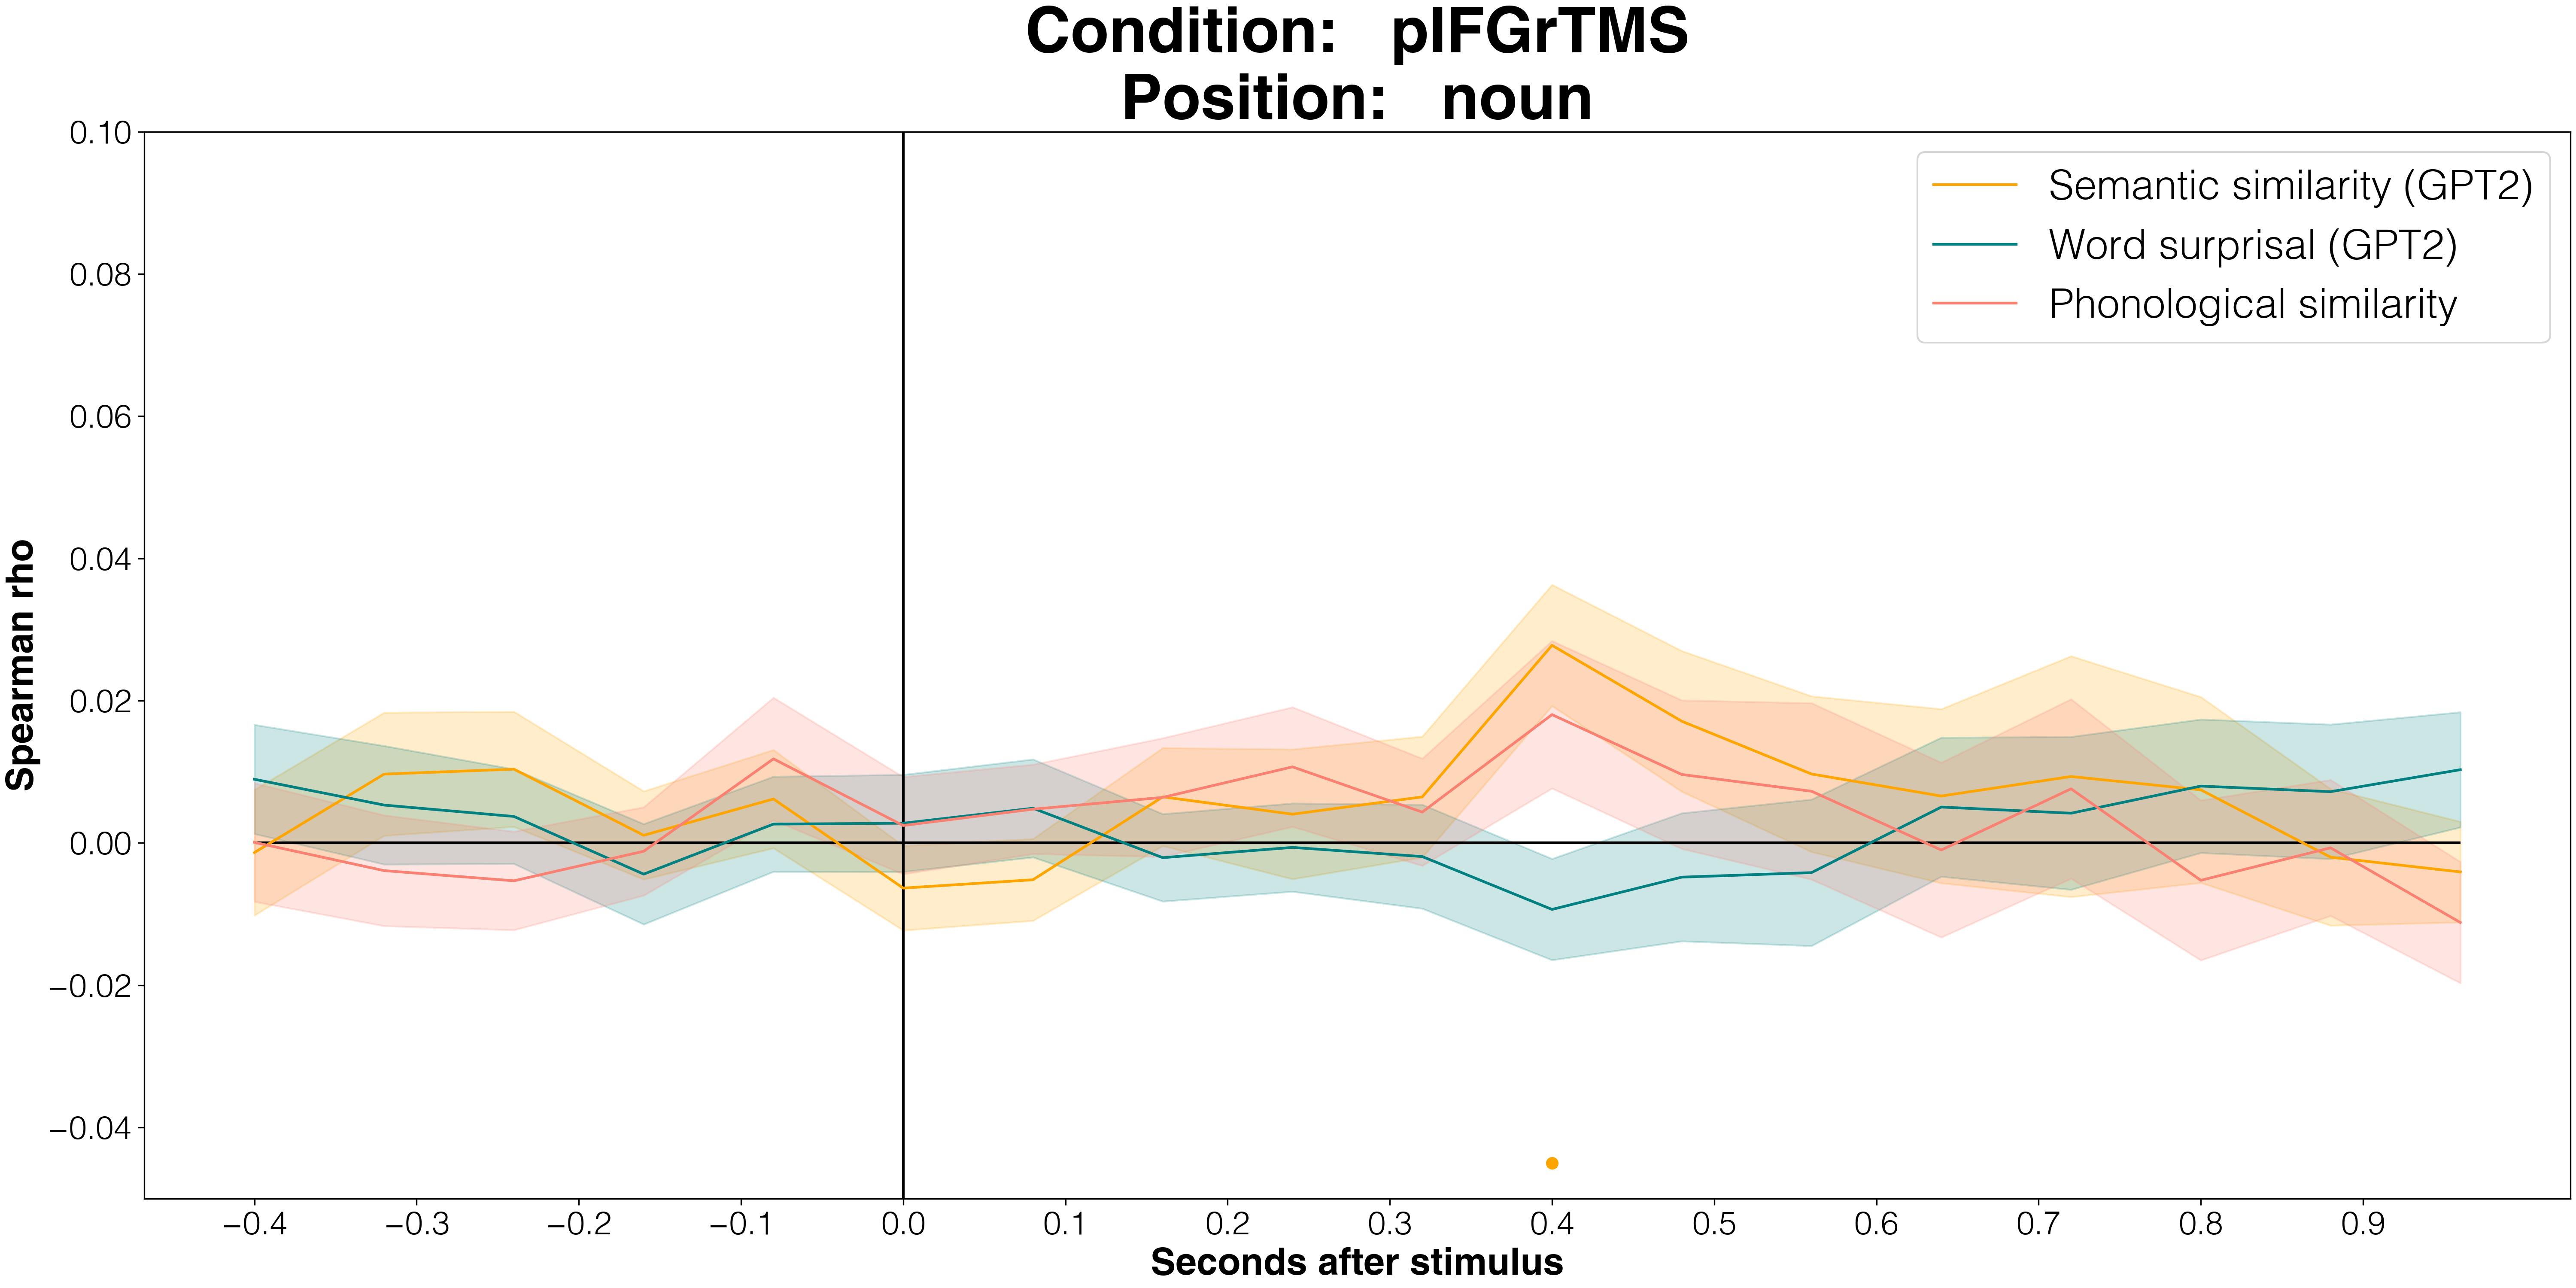 Condition: pIFGrTMS
Position: noun
0.10
0.08
0.06
0.04
0.02
0.00
−0.02
−0.04
Spearman rho
Semantic similarity (GPT2)
Word surprisal (GPT2)
Phonological similarity
−0.4 −0.3 −0.2 −0.1 0.0 0.1 0.2 0.3 0.4 0.5 0.6 0.7 0.8 0.9
Seconds after stimulus